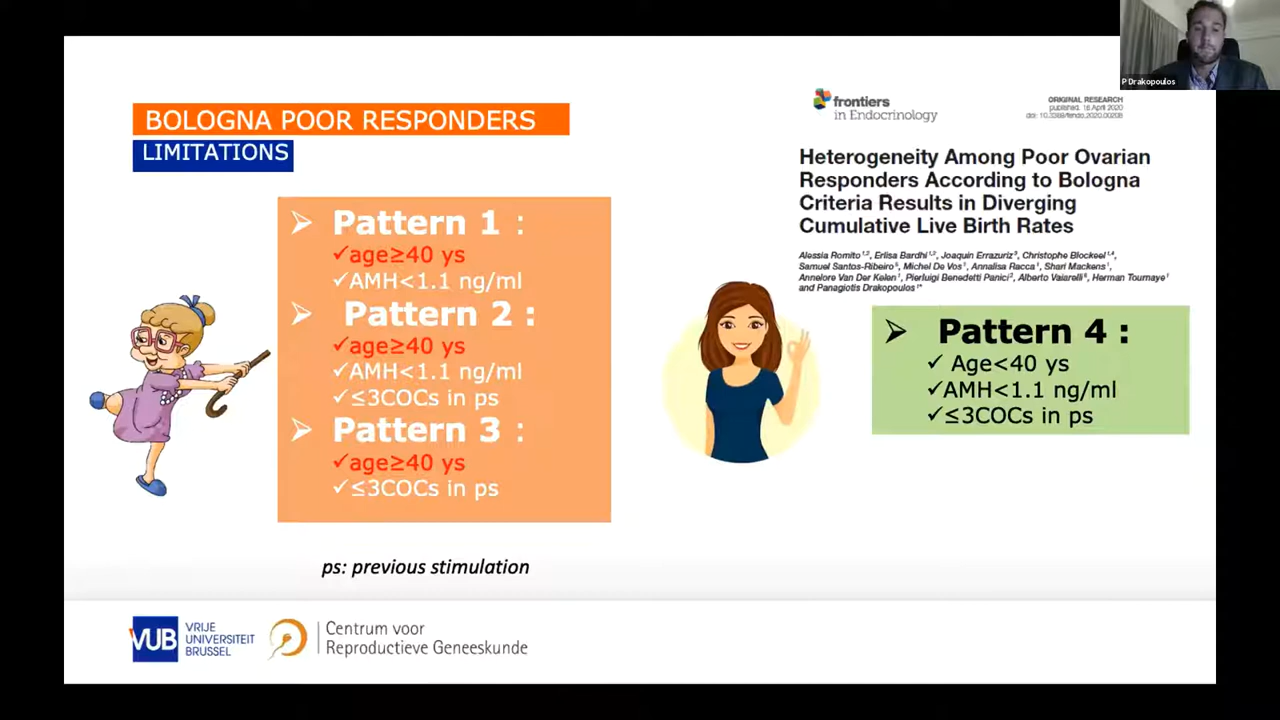 P Drakopoulos
BOLOGNA POOR RESPONDERS
LIMITATIONS
➢ Pattern 1 :
✓age≥40 ys
✓AMH<1.1 ng/ml
➢ Pattern 2 :
✓age≥40 ys
✓AMH<1.1 ng/ml
✓≤3COCs in ps
➢ Pattern 3 :
✓age≥40 ys
✓≤3COCs in ps
ps: previous stimulation
frontiers
in Endocrinology
ORIGINAL RESEARCH
published: 16 April 2020
doi: 10.3389/fendo.2020.00208
Heterogeneity Among Poor Ovarian
Responders According to Bologna
Criteria Results in Diverging
Cumulative Live Birth Rates
Alessia Romito 1,2, Erlisa Bardhi 1,2, Joaquin Errazuriz 3, Christophe Blockeel 1,4,
Samuel Santos-Ribeiro 5, Michel De Vos 1, Annalisa Racca 1, Shari Mackens 1,
Annelore Van Der Kelen 1, Pierluigi Benedetti Panici 2, Alberto Vaiarelli 6, Herman Tournaye 1
and Panagiotis Drakopoulos 1*
➢ Pattern 4 :
✓ Age<40 ys
✓AMH<1.1 ng/ml
✓≤3COCs in ps
VUB
VRIJE
UNIVERSITEIT
BRUSSEL
Centrum voor
Reproductieve Geneeskunde